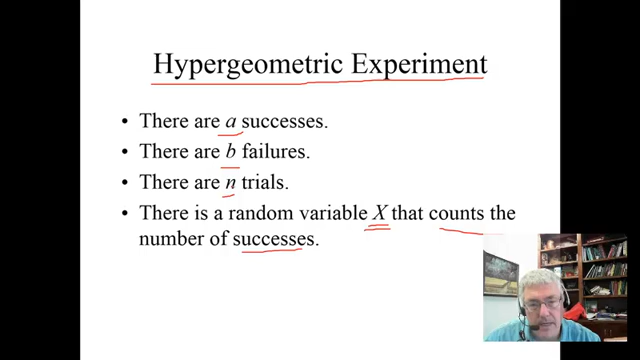 Hypergeometric Experiment
• There are a successes.
• There are b failures.
• There are n trials.
• There is a random variable X that counts the
number of successes.